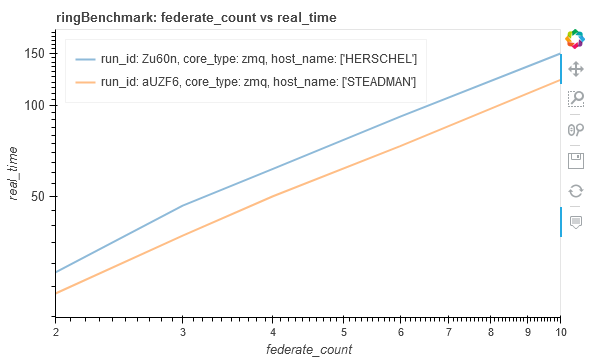 ringBenchmark: federate_count vs real_time
150
run_id: Zu60n, core_type: zmq, host_name: ['HERSCHEL']
run_id: aUZF6, core_type: zmq, host_name: ['STEADMAN']
100
50
real_time
2 3 4 5 6 7 8 9 10
federate_count